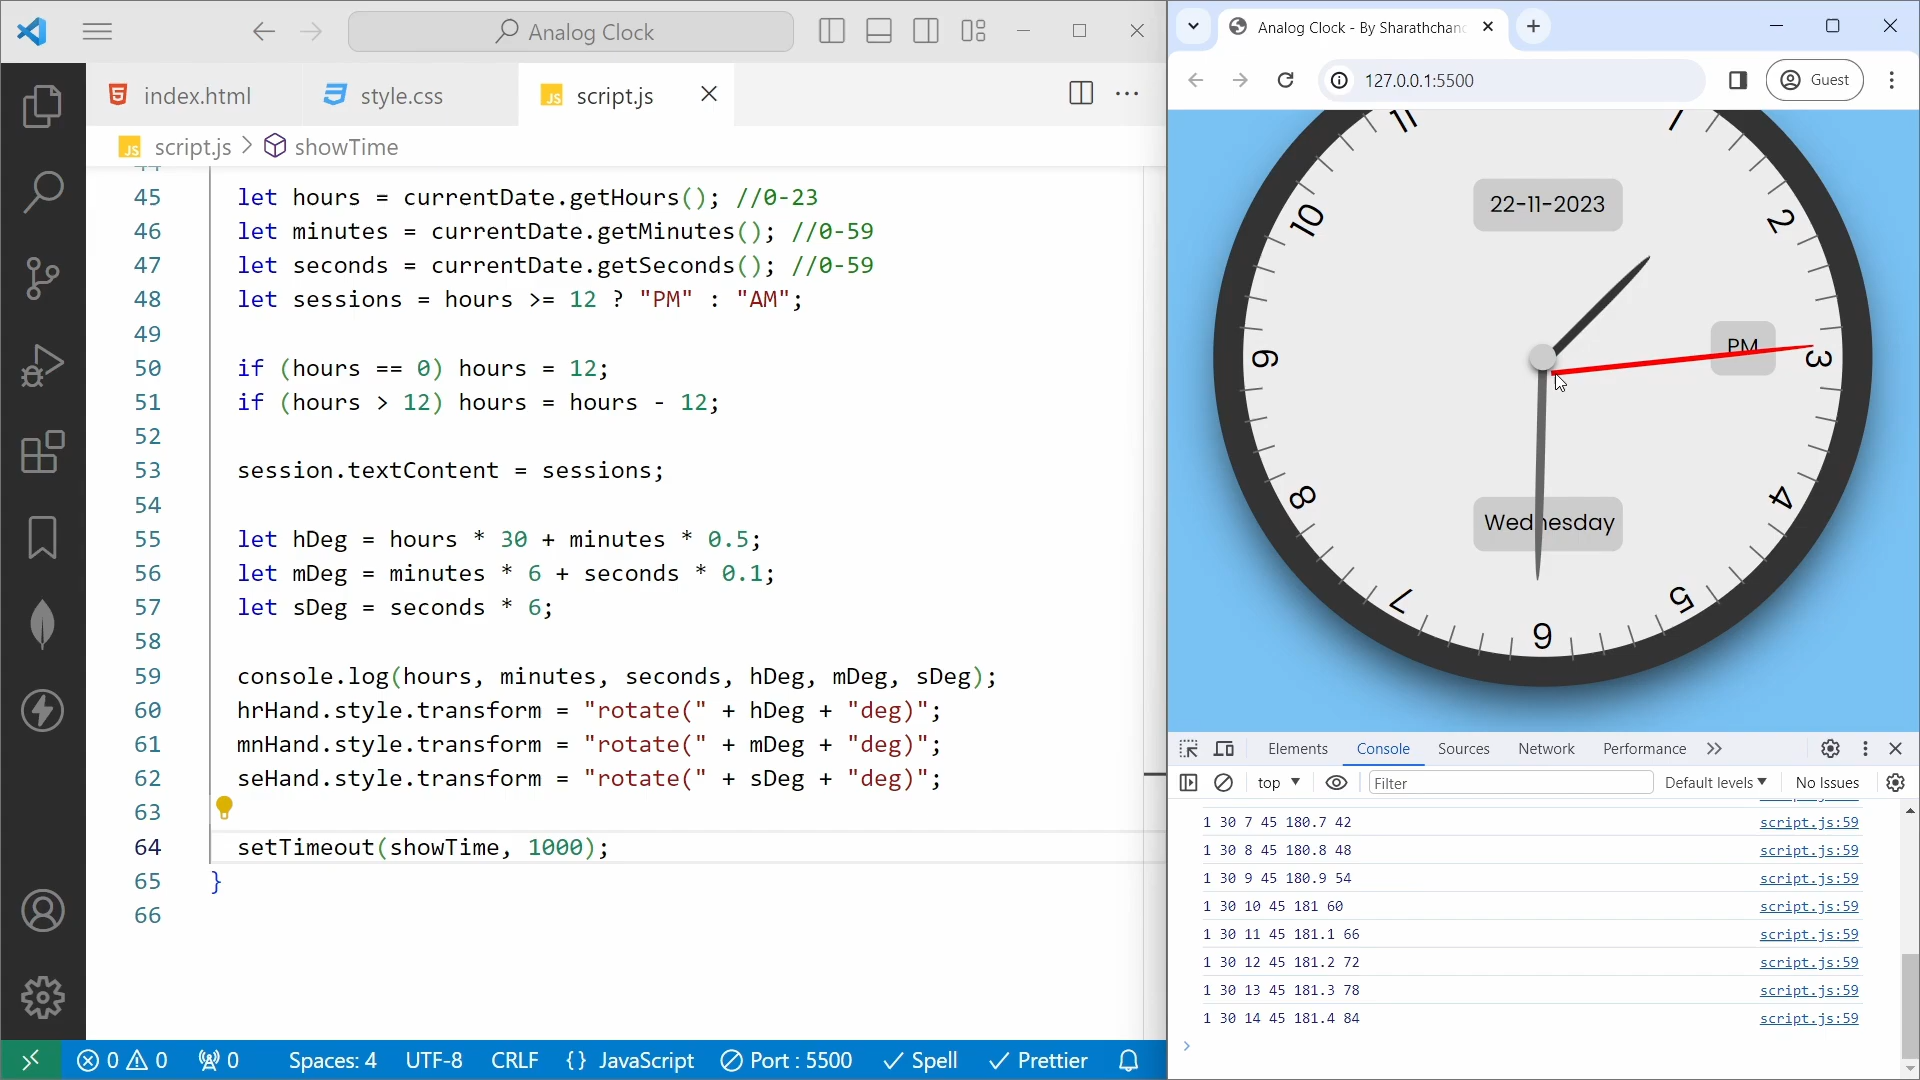 Analog Clock
index.html
style.css
JS script.js
JS script.js > showTime
44
45 let hours = currentDate.getHours(); //0-23
46 let minutes = currentDate.getMinutes(); //0-59
47 let seconds = currentDate.getSeconds(); //0-59
48 let sessions = hours >= 12 ? "PM" : "AM";
49
50 if (hours == 0) hours = 12;
51 if (hours > 12) hours = hours - 12;
52
53 session.textContent = sessions;
54
55 let hDeg = hours * 30 + minutes * 0.5;
56 let mDeg = minutes * 6 + seconds * 0.1;
57 let sDeg = seconds * 6;
58
59 console.log(hours, minutes, seconds, hDeg, mDeg, sDeg);
60 hrHand.style.transform = "rotate(" + hDeg + "deg)";
61 mnHand.style.transform = "rotate(" + mDeg + "deg)";
62 seHand.style.transform = "rotate(" + sDeg + "deg)";
63
64 setTimeout(showTime, 1000);
65 }
66
0 0
0
Spaces: 4
UTF-8
CRLF
{} JavaScript
Port : 5500
Spell
Prettier
Analog Clock - By Sharathchan
127.0.0.1:5500
Guest
11
1
10
22-11-2023
2
9
PM
3
8
Wednesday
4
7
5
6
Elements
Console
Sources
Network
Performance
top
Filter
Default levels
No Issues
1 30 7 45 180.7 42 script.js:59
1 30 8 45 180.8 48 script.js:59
1 30 9 45 180.9 54 script.js:59
1 30 10 45 181 60 script.js:59
1 30 11 45 181.1 66 script.js:59
1 30 12 45 181.2 72 script.js:59
1 30 13 45 181.3 78 script.js:59
1 30 14 45 181.4 84 script.js:59